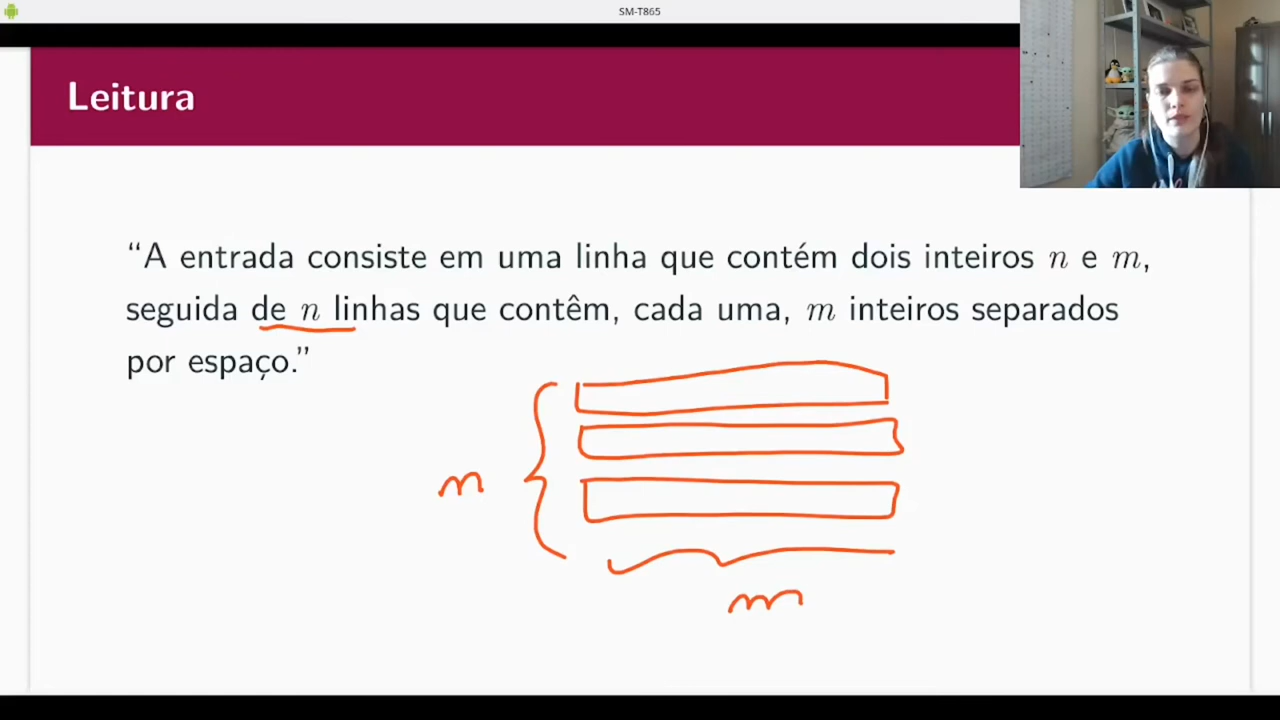 SM-T865
Leitura
“A entrada consiste em uma linha que contém dois inteiros n e m,
seguida de n linhas que contêm, cada uma, m inteiros separados
por espaço.”
n
m